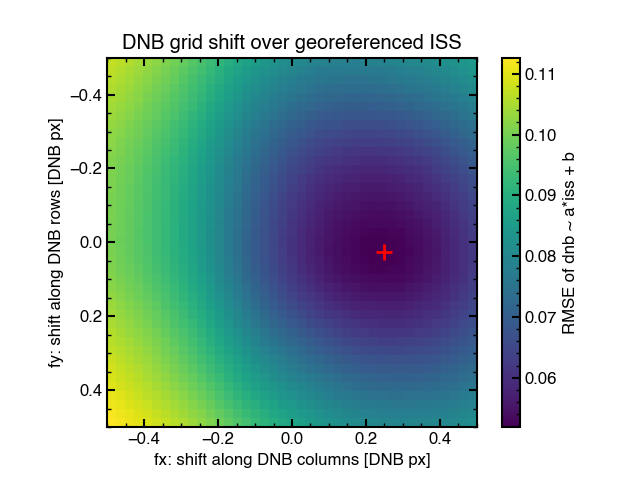 DNB grid shift over georeferenced ISS
−0.4
−0.2
0.0
0.2
0.4
fy: shift along DNB rows [DNB px]
−0.4 −0.2 0.0 0.2 0.4
fx: shift along DNB columns [DNB px]
0.11
0.10
0.09
0.08
0.07
0.06
RMSE of dnb ~ a*iss + b